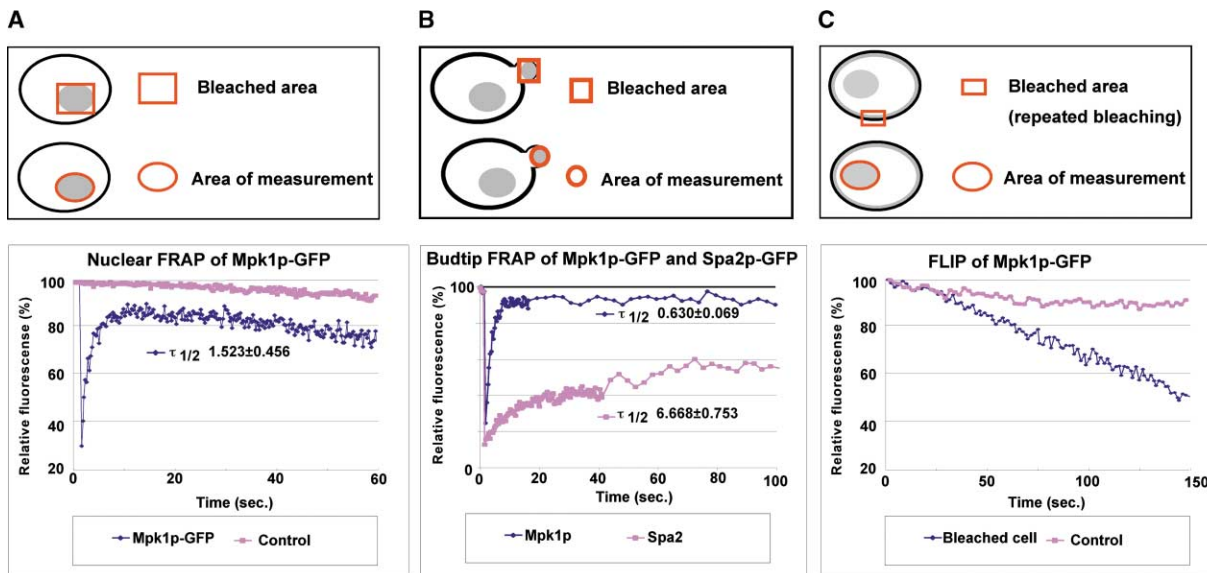 A
Bleached area
Area of measurement
Nuclear FRAP of Mpk1p-GFP
Relative fluorescense (%)
100
80
60
40
20
τ 1/2 1.523±0.456
0
20
40
60
Time (sec.)
Mpk1p-GFP
Control
B
Bleached area
Area of measurement
Budtip FRAP of Mpk1p-GFP and Spa2p-GFP
Relative fluorescence (%)
100
0
τ 1/2 0.630±0.069
τ 1/2 6.668±0.753
0
20
40
60
80
100
Time (sec.)
Mpk1p
Spa2
C
Bleached area
(repeated bleaching)
Area of measurement
FLIP of Mpk1p-GFP
Relative fluorescense (%)
100
80
60
40
20
0
50
100
150
Time (sec.)
Bleached cell
Control